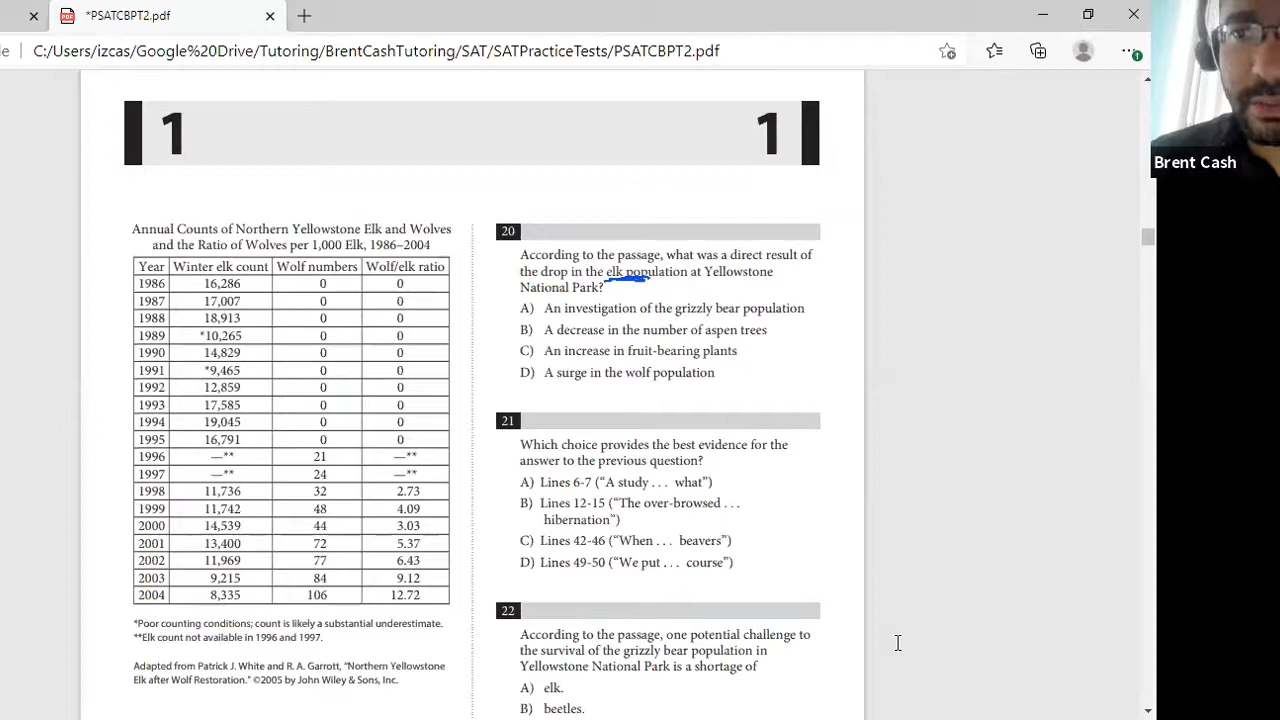 *PSATCBPT2.pdf
C:/Users/izcas/Google%20Drive/Tutoring/BrentCashTutoring/SAT/SATPracticeTests/PSATCBPT2.pdf
Brent Cash
1 1
Annual Counts of Northern Yellowstone Elk and Wolves
and the Ratio of Wolves per 1,000 Elk, 1986–2004
Year Winter elk count Wolf numbers Wolf/elk ratio
1986 16,286 0 0
1987 17,007 0 0
1988 18,913 0 0
1989 *10,265 0 0
1990 14,829 0 0
1991 *9,465 0 0
1992 12,859 0 0
1993 17,585 0 0
1994 19,045 0 0
1995 16,791 0 0
1996 —** 21 —**
1997 —** 24 —**
1998 11,736 32 2.73
1999 11,742 48 4.09
2000 14,539 44 3.03
2001 13,400 72 5.37
2002 11,969 77 6.43
2003 9,215 84 9.12
2004 8,335 106 12.72
*Poor counting conditions; count is likely a substantial underestimate.
**Elk count not available in 1996 and 1997.
Adapted from Patrick J. White and R. A. Garrott, “Northern Yellowstone
Elk after Wolf Restoration.” ©2005 by John Wiley & Sons, Inc.
20
According to the passage, what was a direct result of
the drop in the elk population at Yellowstone
National Park?
A) An investigation of the grizzly bear population
B) A decrease in the number of aspen trees
C) An increase in fruit-bearing plants
D) A surge in the wolf population
21
Which choice provides the best evidence for the
answer to the previous question?
A) Lines 6-7 (“A study . . . what”)
B) Lines 12-15 (“The over-browsed . . .
hibernation”)
C) Lines 42-46 (“When . . . beavers”)
D) Lines 49-50 (“We put . . . course”)
22
According to the passage, one potential challenge to
the survival of the grizzly bear population in
Yellowstone National Park is a shortage of
A) elk.
B) beetles.